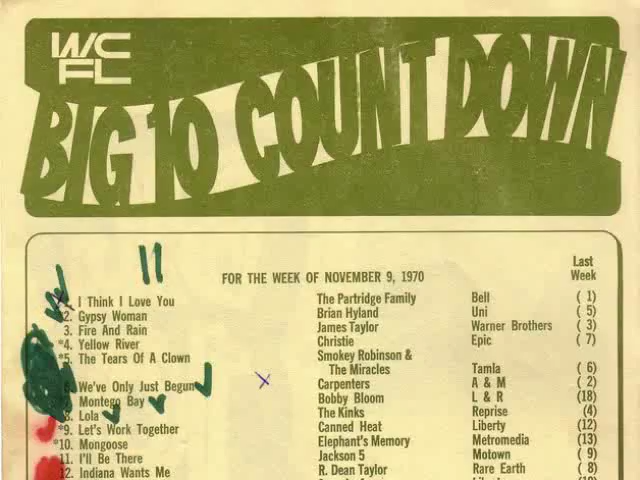 WC
FL
BIG 10 COUNT DOWN
11
FOR THE WEEK OF NOVEMBER 9, 1970
Last
Week
I Think I Love You The Partridge Family Bell ( 1)
*2. Gypsy Woman Brian Hyland Uni ( 5)
3. Fire And Rain James Taylor Warner Brothers ( 3)
*4. Yellow River Christie Epic ( 7)
*5. The Tears Of A Clown Smokey Robinson &
The Miracles Tamla ( 6)
6. We've Only Just Begun Carpenters A & M ( 2)
Montego Bay Bobby Bloom L & R (18)
8. Lola The Kinks Reprise (4)
*9. Let's Work Together Canned Heat Liberty (12)
*10. Mongoose Elephant's Memory Metromedia (13)
11. I'll Be There Jackson 5 Motown ( 9)
12. Indiana Wants Me R. Dean Taylor Rare Earth ( 8)